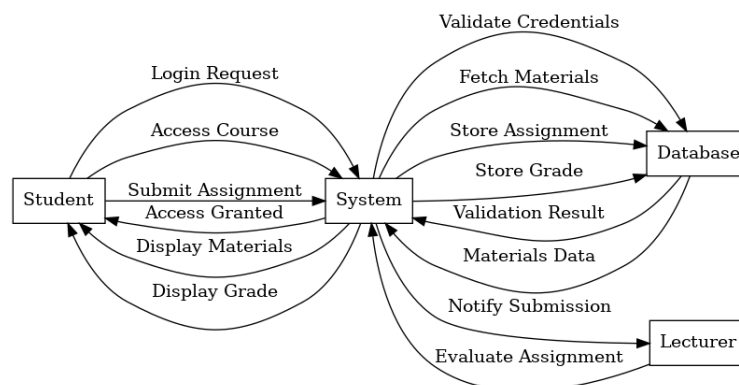 Validate Credentials
Login Request
Fetch Materials
Access Course
Store Assignment
Database
Store Grade
Submit Assignment
Student
System
Access Granted
Validation Result
Display Materials
Materials Data
Display Grade
Notify Submission
Lecturer
Evaluate Assignment